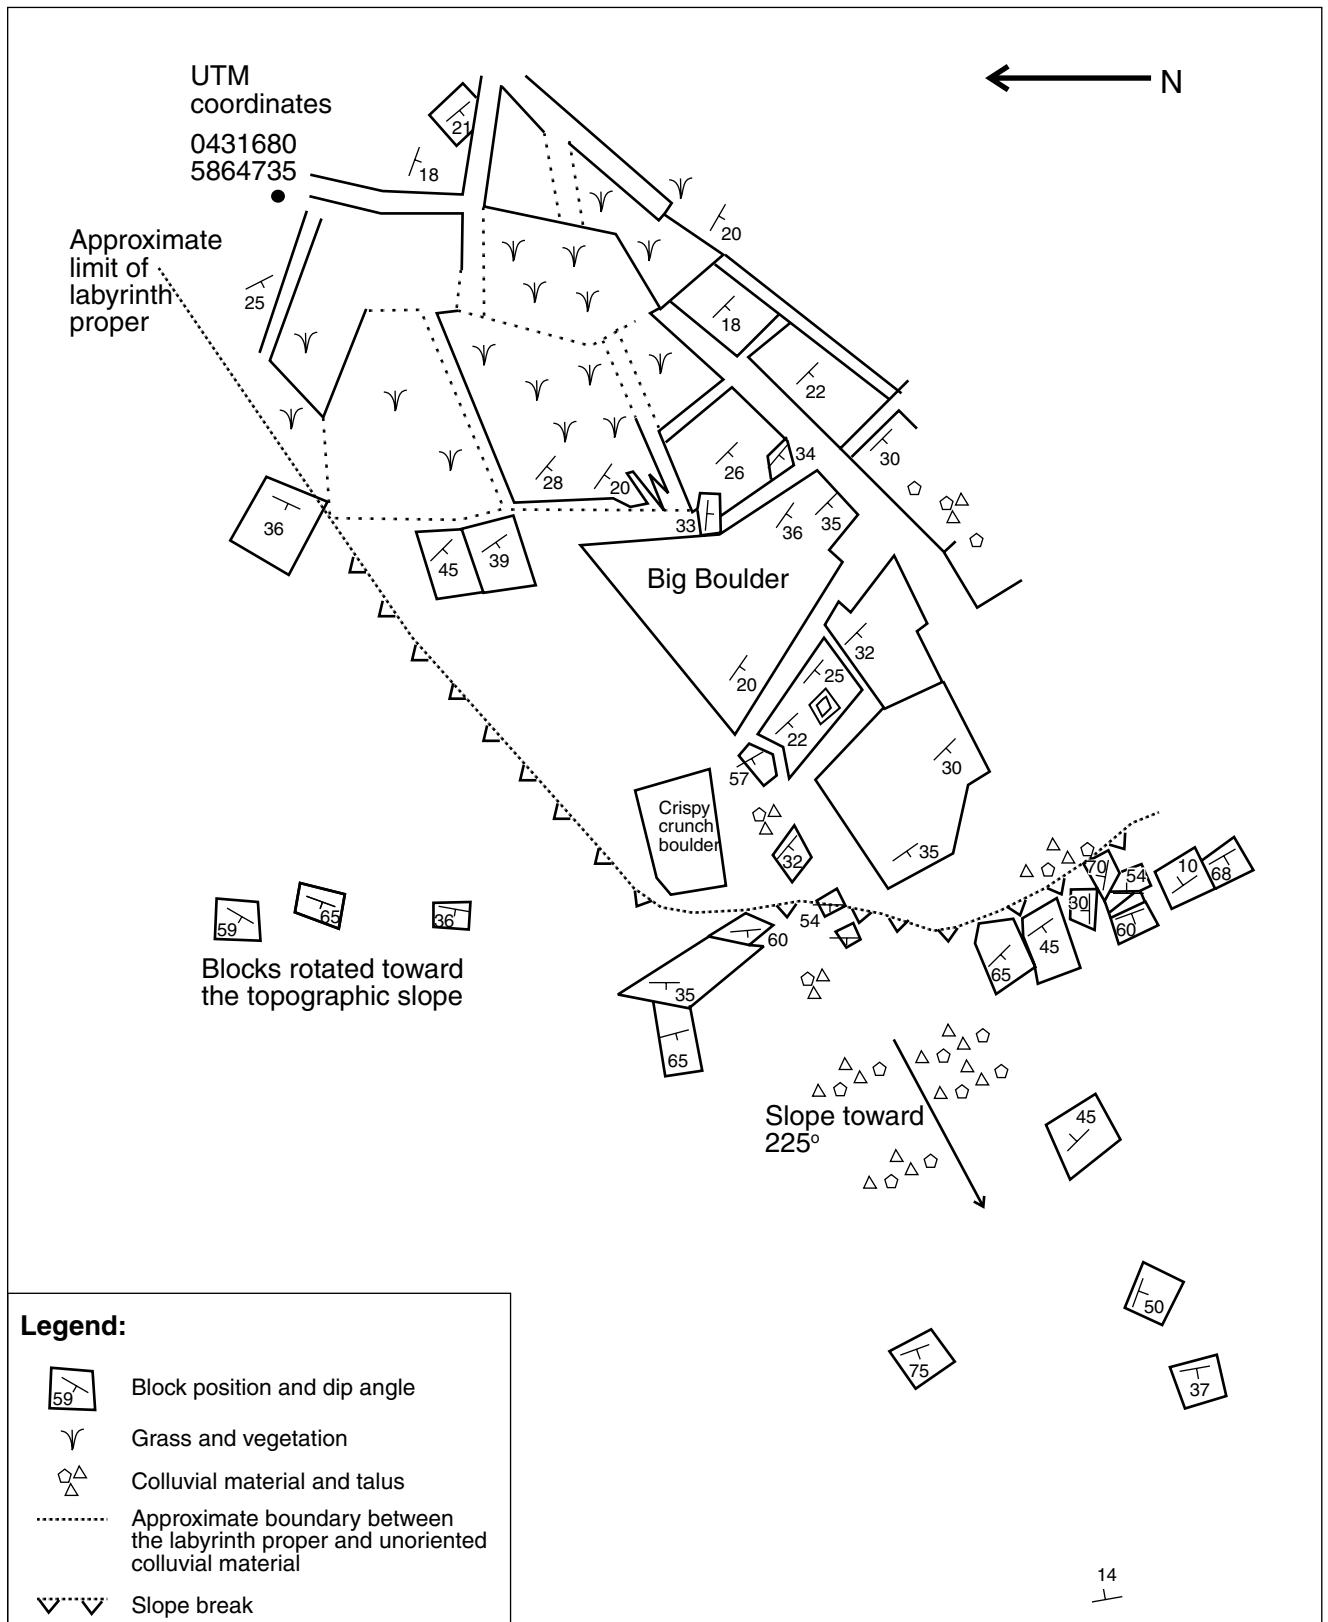 UTM
coordinates
0431680
5864735
N
21
18
Approximate
limit of
labyrinth
proper
20
25
18
22
34
30
26
28
20
36
33
36
35
45
39
Big Boulder
32
25
20
22
57
30
Crispy
crunch
boulder
32
35
70
54
10
68
30
60
59
65
36
54
60
45
65
35
Blocks rotated toward
the topographic slope
65
Slope toward
225º
45
50
75
37
14
Legend:
59
Block position and dip angle
Grass and vegetation
Colluvial material and talus
Approximate boundary between
the labyrinth proper and unoriented
colluvial material
Slope break